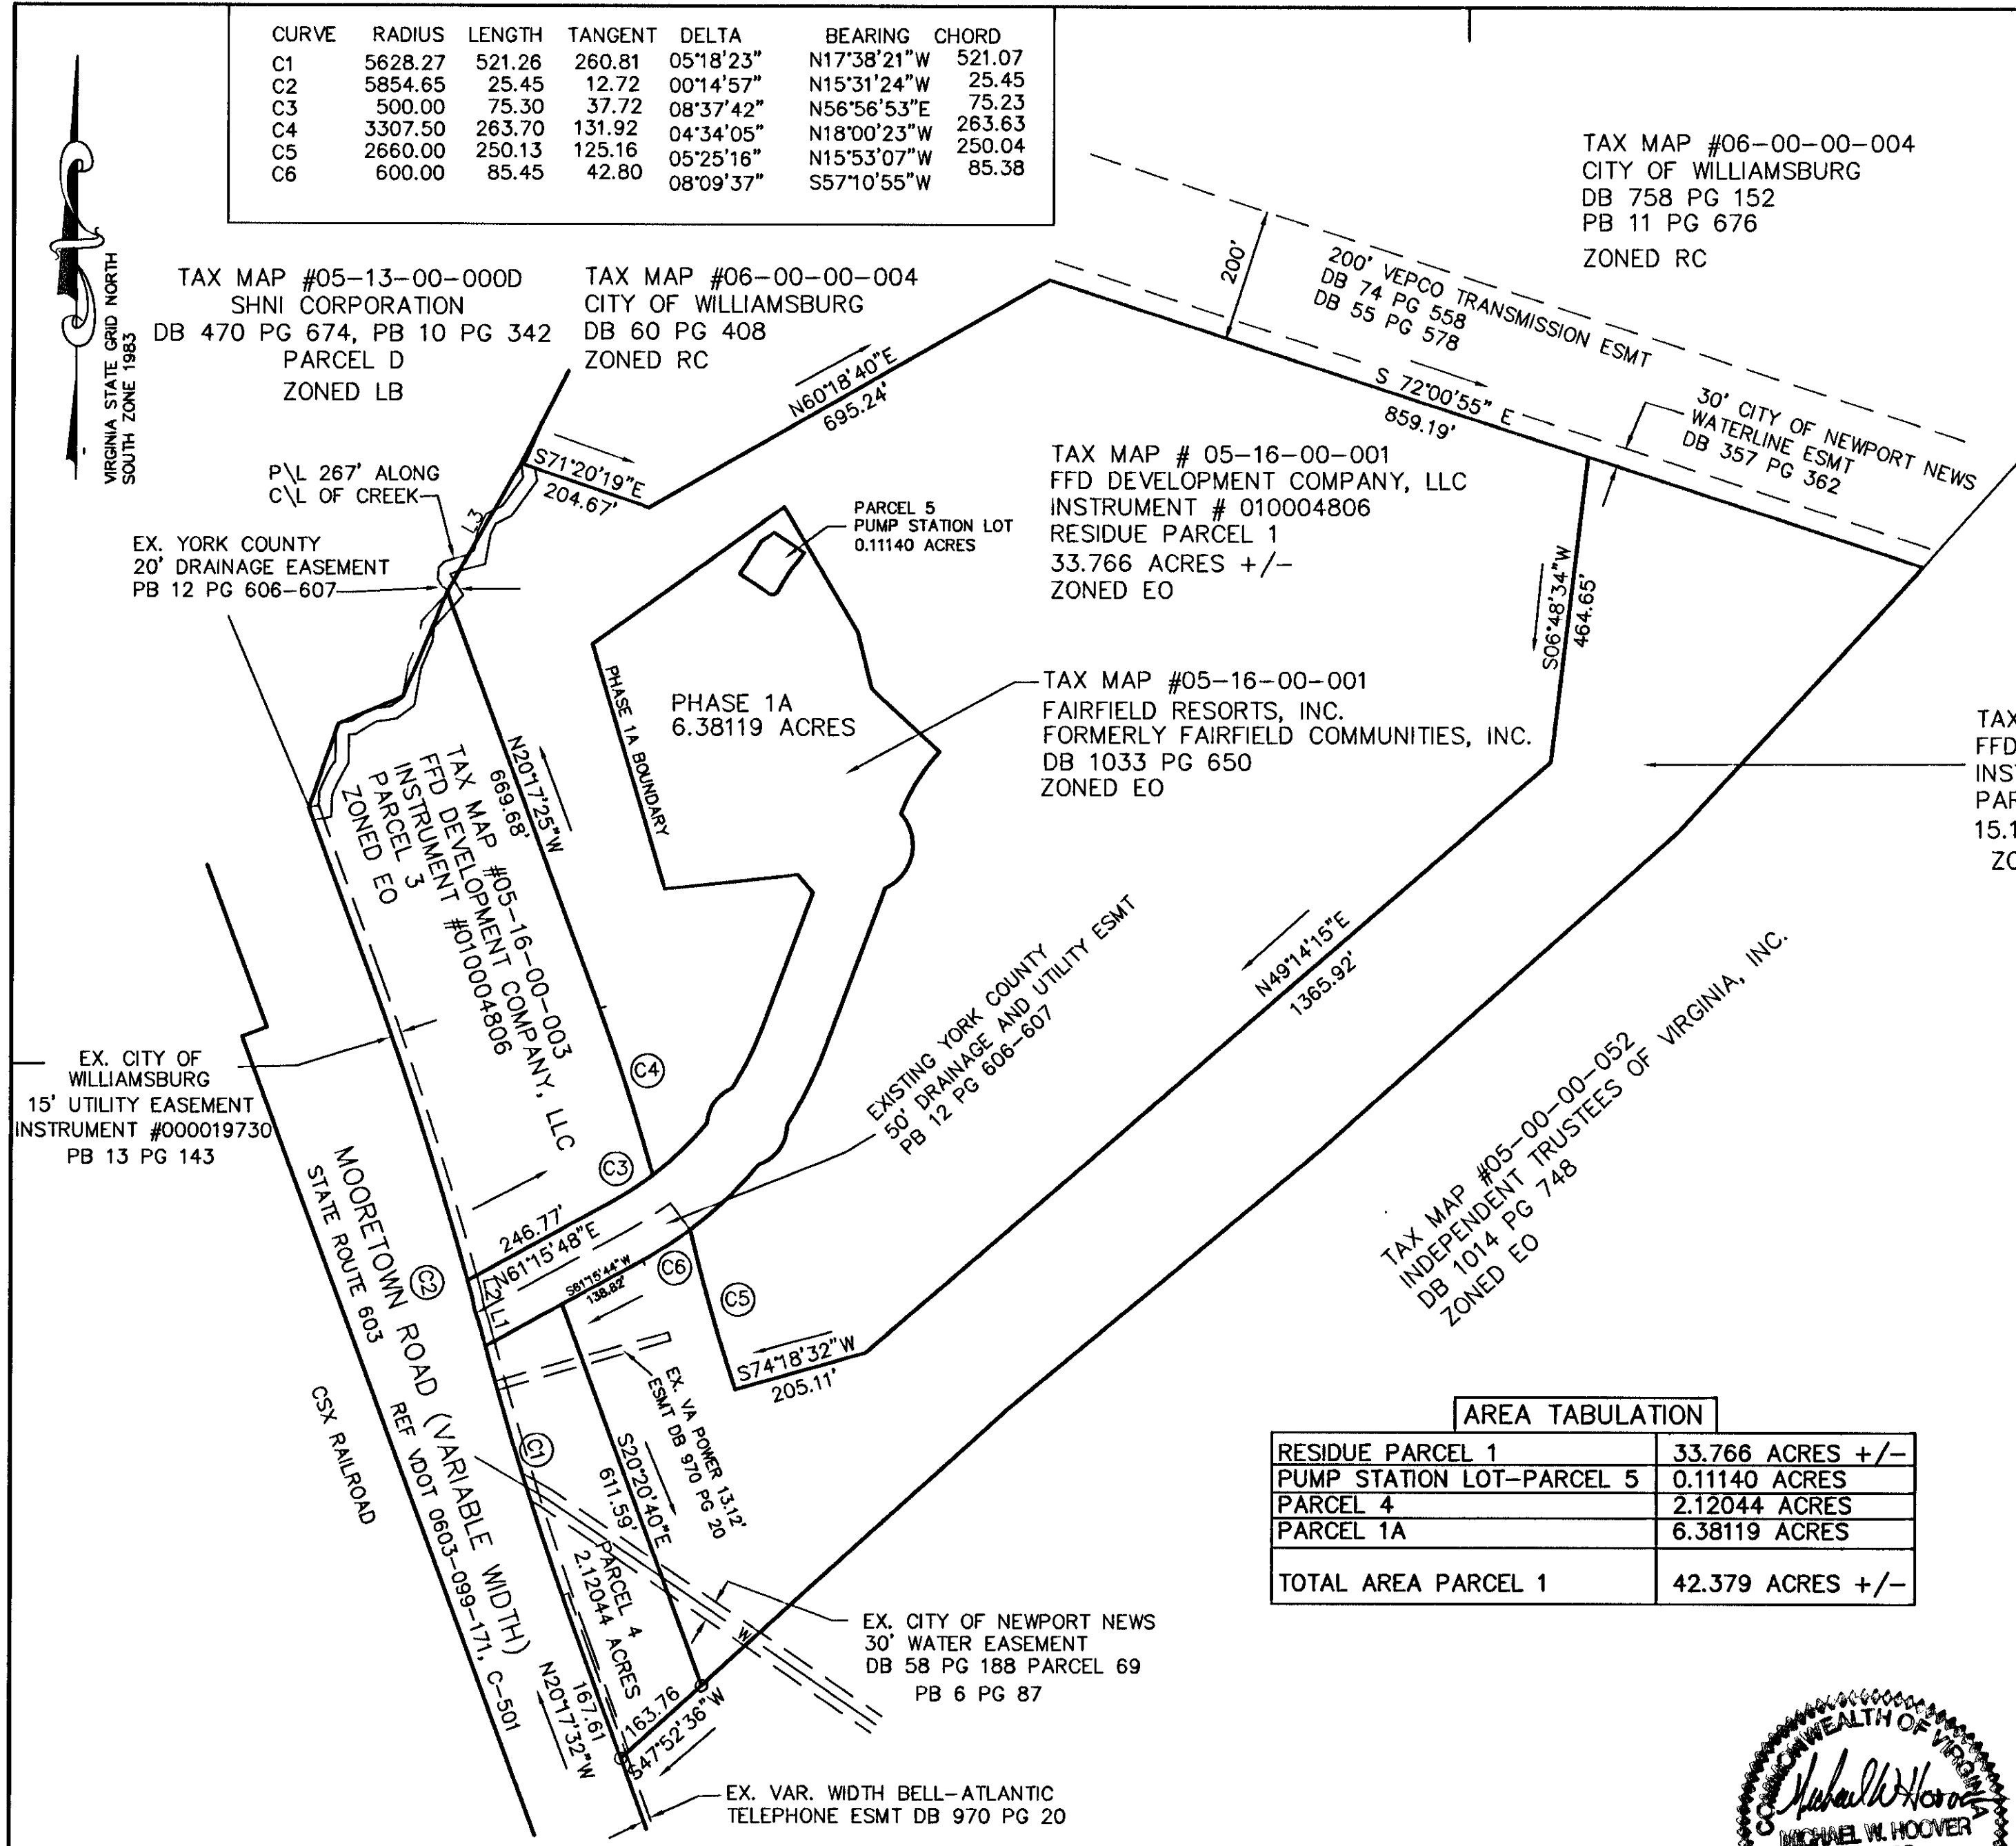 CURVE RADIUS LENGTH TANGENT DELTA BEARING CHORD
C1 5628.27 521.26 260.81 05°18'23" N17°38'21"W 521.07
C2 5854.65 25.45 12.72 00°14'57" N15°31'24"W 25.45
C3 500.00 75.30 37.72 08°37'42" N56°56'53"E 75.23
C4 3307.50 263.70 131.92 04°34'05" N18°00'23"W 263.63
C5 2660.00 250.13 125.16 05°25'16" N15°53'07"W 250.04
C6 600.00 85.45 42.80 08°09'37" S57°10'55"W 85.38
VIRGINIA STATE GRID NORTH
SOUTH ZONE 1983
TAX MAP #05-13-00-000D
SHNI CORPORATION
DB 470 PG 674, PB 10 PG 342
PARCEL D
ZONED LB
TAX MAP #06-00-00-004
CITY OF WILLIAMSBURG
DB 60 PG 408
ZONED RC
TAX MAP #06-00-00-004
CITY OF WILLIAMSBURG
DB 758 PG 152
PB 11 PG 676
ZONED RC
200'
200' VEPCO TRANSMISSION ESMT
DB 74 PG 558
DB 55 PG 578
N60°18'40"E
695.24'
S 72°00'55" E
859.19'
30' CITY OF NEWPORT NEWS
WATERLINE ESMT
DB 357 PG 362
P\L 267' ALONG
C\L OF CREEK
L3
S71°20'19"E
204.67'
EX. YORK COUNTY
20' DRAINAGE EASEMENT
PB 12 PG 606-607
PARCEL 5
PUMP STATION LOT
0.11140 ACRES
TAX MAP # 05-16-00-001
FFD DEVELOPMENT COMPANY, LLC
INSTRUMENT # 010004806
RESIDUE PARCEL 1
33.766 ACRES +/-
ZONED EO
S06°48'34"W
464.65'
PHASE 1A
6.38119 ACRES
PHASE 1A BOUNDARY
TAX MAP #05-16-00-001
FAIRFIELD RESORTS, INC.
FORMERLY FAIRFIELD COMMUNITIES, INC.
DB 1033 PG 650
ZONED EO
TAX
FFD
INS
PAR
15.1
ZO
N20°17'25"W
669.68'
TAX MAP #05-16-00-003
FFD DEVELOPMENT COMPANY, LLC
INSTRUMENT #010004806
PARCEL 3
ZONED EO
N49°14'15"E
1365.92'
EXISTING YORK COUNTY
50' DRAINAGE AND UTILITY ESMT
PB 12 PG 606-607
TAX MAP #05-00-00-052
INDEPENDENT TRUSTEES OF VIRGINIA, INC.
DB 1014 PG 748
ZONED EO
EX. CITY OF
WILLIAMSBURG
15' UTILITY EASEMENT
INSTRUMENT #000019730
PB 13 PG 143
C4
C3
246.77'
N61°15'48"E
S61°15'44"W
138.82'
C6
C5
C2
L2
L1
S74°18'32"W
205.11'
MOORETOWN ROAD (VARIABLE WIDTH)
STATE ROUTE 603
REF VDOT 0603-099-171, C-501
CSX RAILROAD
C1
EX. VA POWER 13.12'
ESMT DB 970 PG 20
S20°20'40"E
611.59'
PARCEL 4
2.12044 ACRES
W
EX. CITY OF NEWPORT NEWS
30' WATER EASEMENT
DB 58 PG 188 PARCEL 69
PB 6 PG 87
163.76
S47°52'36"W
167.61
N20°17'32"W
EX. VAR. WIDTH BELL-ATLANTIC
TELEPHONE ESMT DB 970 PG 20
AREA TABULATION
RESIDUE PARCEL 1 33.766 ACRES +/-
PUMP STATION LOT-PARCEL 5 0.11140 ACRES
PARCEL 4 2.12044 ACRES
PARCEL 1A 6.38119 ACRES
TOTAL AREA PARCEL 1 42.379 ACRES +/-
COMMONWEALTH OF VIRGINIA
Michael W. Hoover
MICHAEL W. HOOVER